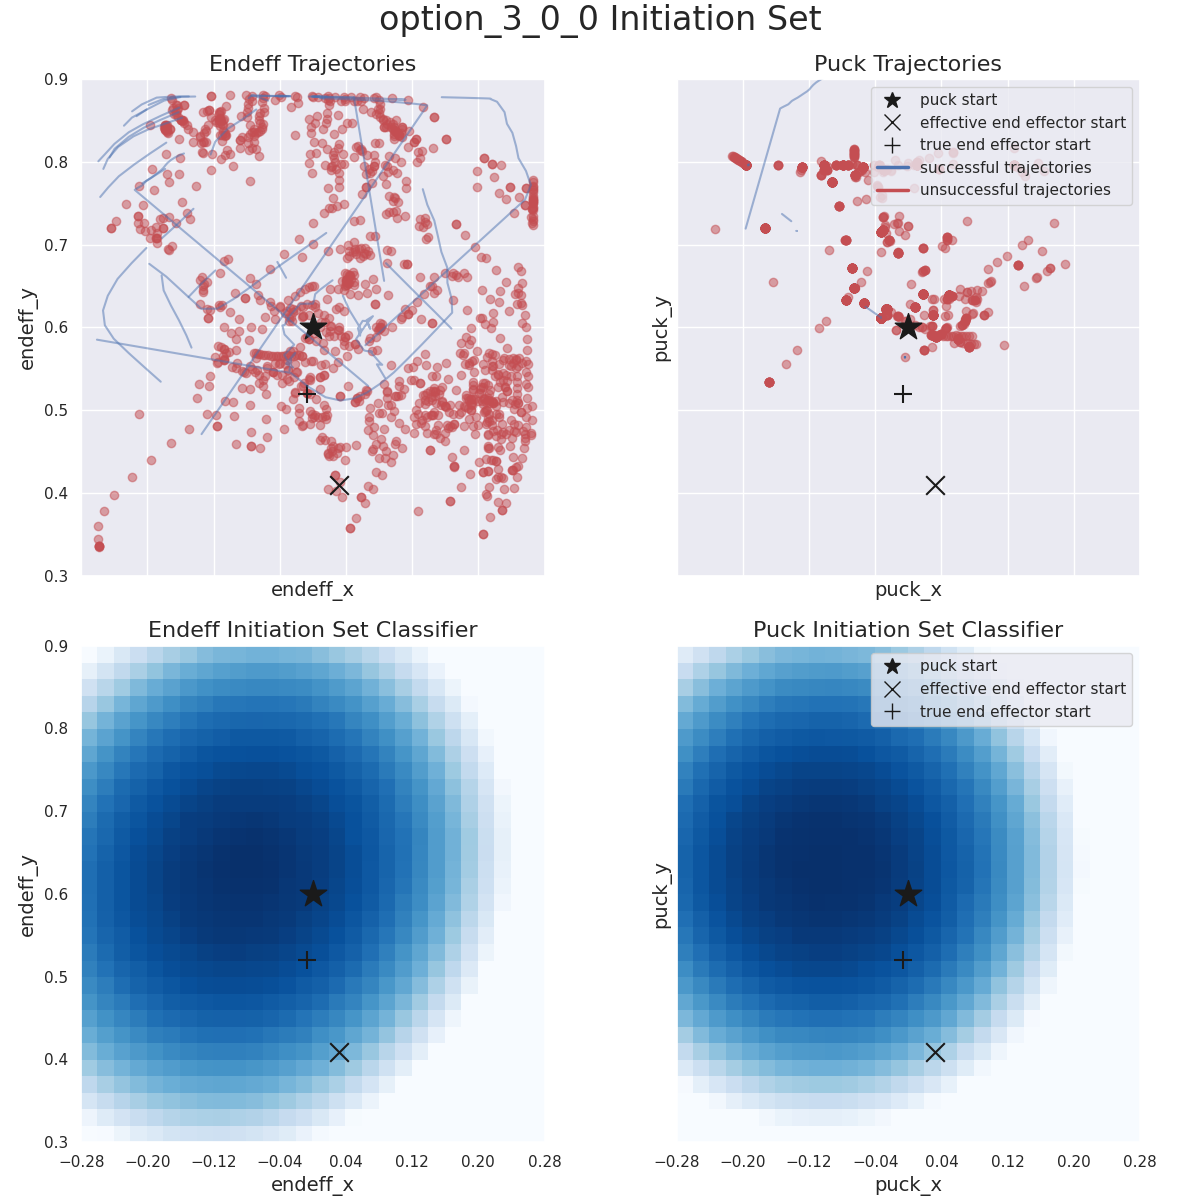 option_3_0_0 Initiation Set
Endeff Trajectories
Puck Trajectories
0.9
0.8
0.7
0.6
0.5
0.4
0.3
endeff_y
endeff_x
puck_y
puck_x
puck start
effective end effector start
true end effector start
successful trajectories
unsuccessful trajectories
Endeff Initiation Set Classifier
Puck Initiation Set Classifier
0.9
0.8
0.7
0.6
0.5
0.4
0.3
endeff_y
puck_y
puck start
effective end effector start
true end effector start
−0.28 −0.20 −0.12 −0.04 0.04 0.12 0.20 0.28
−0.28 −0.20 −0.12 −0.04 0.04 0.12 0.20 0.28
endeff_x
puck_x